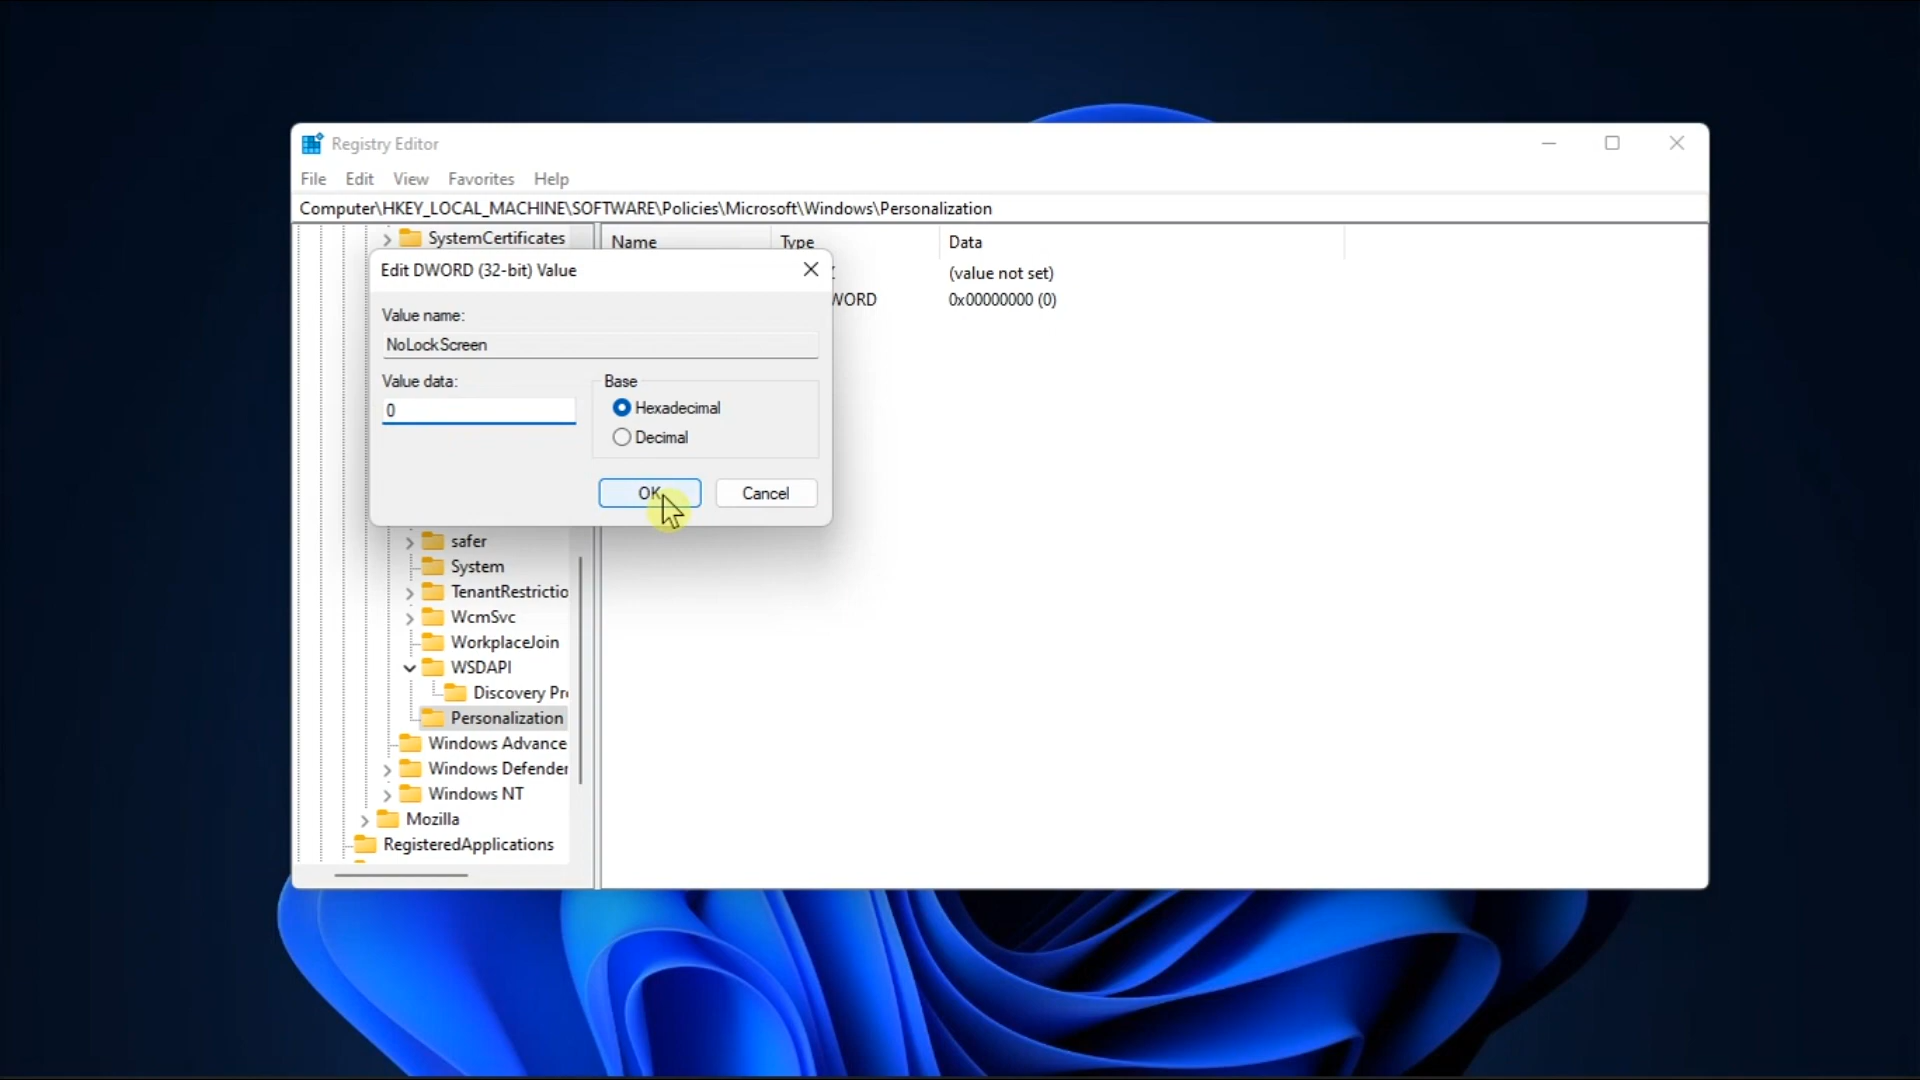 Registry Editor
File Edit View Favorites Help
Computer\HKEY_LOCAL_MACHINE\SOFTWARE\Policies\Microsoft\Windows\Personalization
SystemCertificates
Name Type Data
Edit DWORD (32-bit) Value
(value not set)
WORD 0x00000000 (0)
Value name:
NoLockScreen
Value data:
Base
0
Hexadecimal
Decimal
OK
Cancel
safer
System
TenantRestrictio
WcmSvc
WorkplaceJoin
WSDAPI
Discovery Pr
Personalization
Windows Advance
Windows Defender
Windows NT
Mozilla
RegisteredApplications